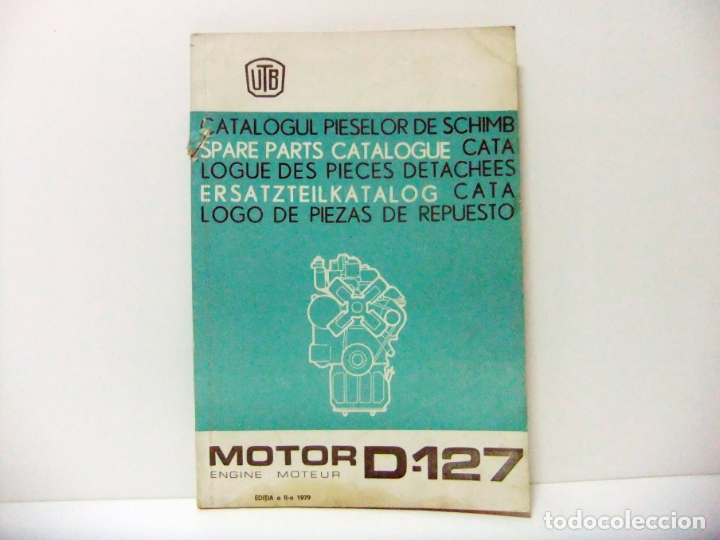 UTB
CATALOGUL PIESELOR DE SCHIMB
SPARE PARTS CATALOGUE CATA
LOGUE DES PIECES DETACHEES
ERSATZTEILKATALOG CATA
LOGO DE PIEZAS DE REPUESTO
MOTOR D-127
ENGINE MOTEUR
EDIŢIA a II-a 1979
todocoleccion